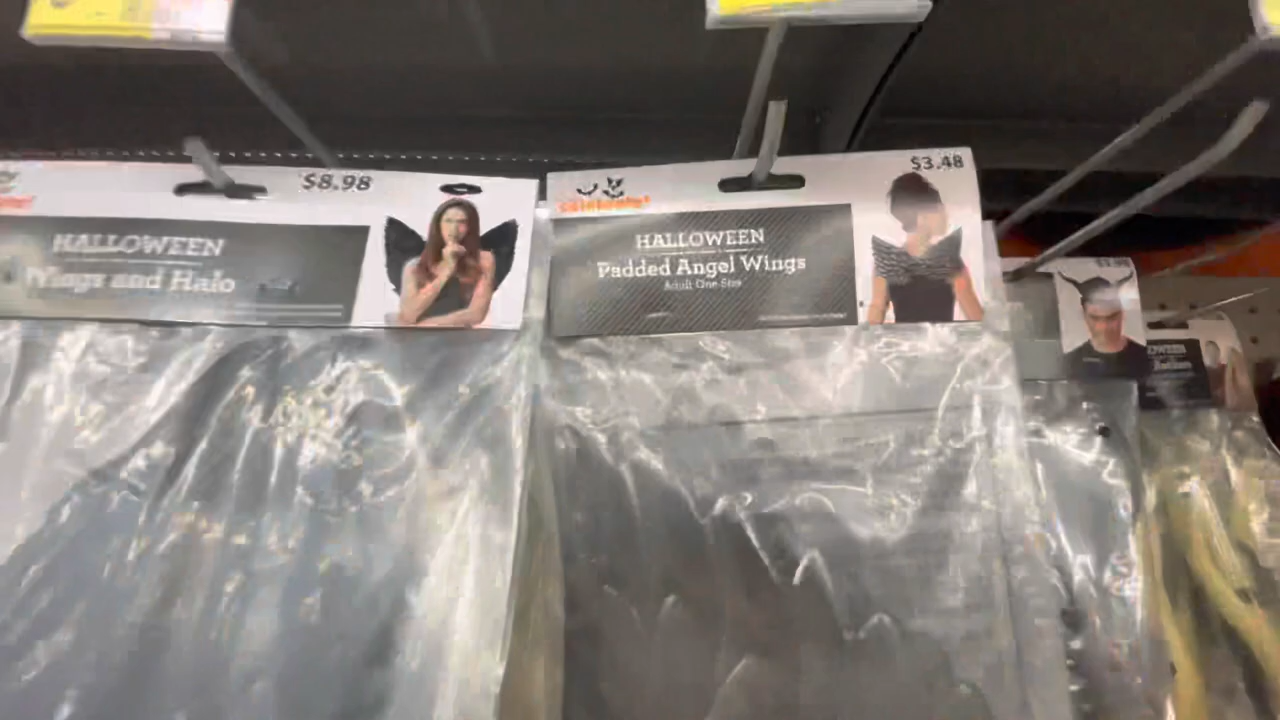 $8.98
HALLOWEEN
Wings and Halo
$3.48
HALLOWEEN
Padded Angel Wings
Adult One Size